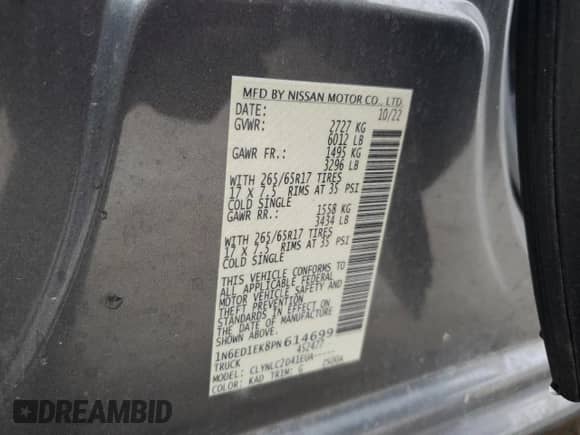 MFD BY NISSAN MOTOR CO., LTD.
DATE: 10/22
GVWR: 2727 KG
6012 LB
GAWR FR.: 1495 KG
3296 LB
WITH 265/65R17 TIRES
17 X 7.5 RIMS AT 35 PSI
COLD SINGLE
GAWR RR.: 1558 KG
3434 LB
WITH 265/65R17 TIRES
17 X 7.5 RIMS AT 35 PSI
COLD SINGLE
THIS VEHICLE CONFORMS TO
ALL APPLICABLE FEDERAL
MOTOR VEHICLE SAFETY AND
THEFT PREVENTION
STANDARDS IN EFFECT ON
THE DATE OF MANUFACTURE
SHOWN ABOVE.
1N6ED1EK8PN614699
TRUCK 452427
MODEL: CLYNLC7D41EUA-----
COLOR: KAD TRIM: G
DREAMBID